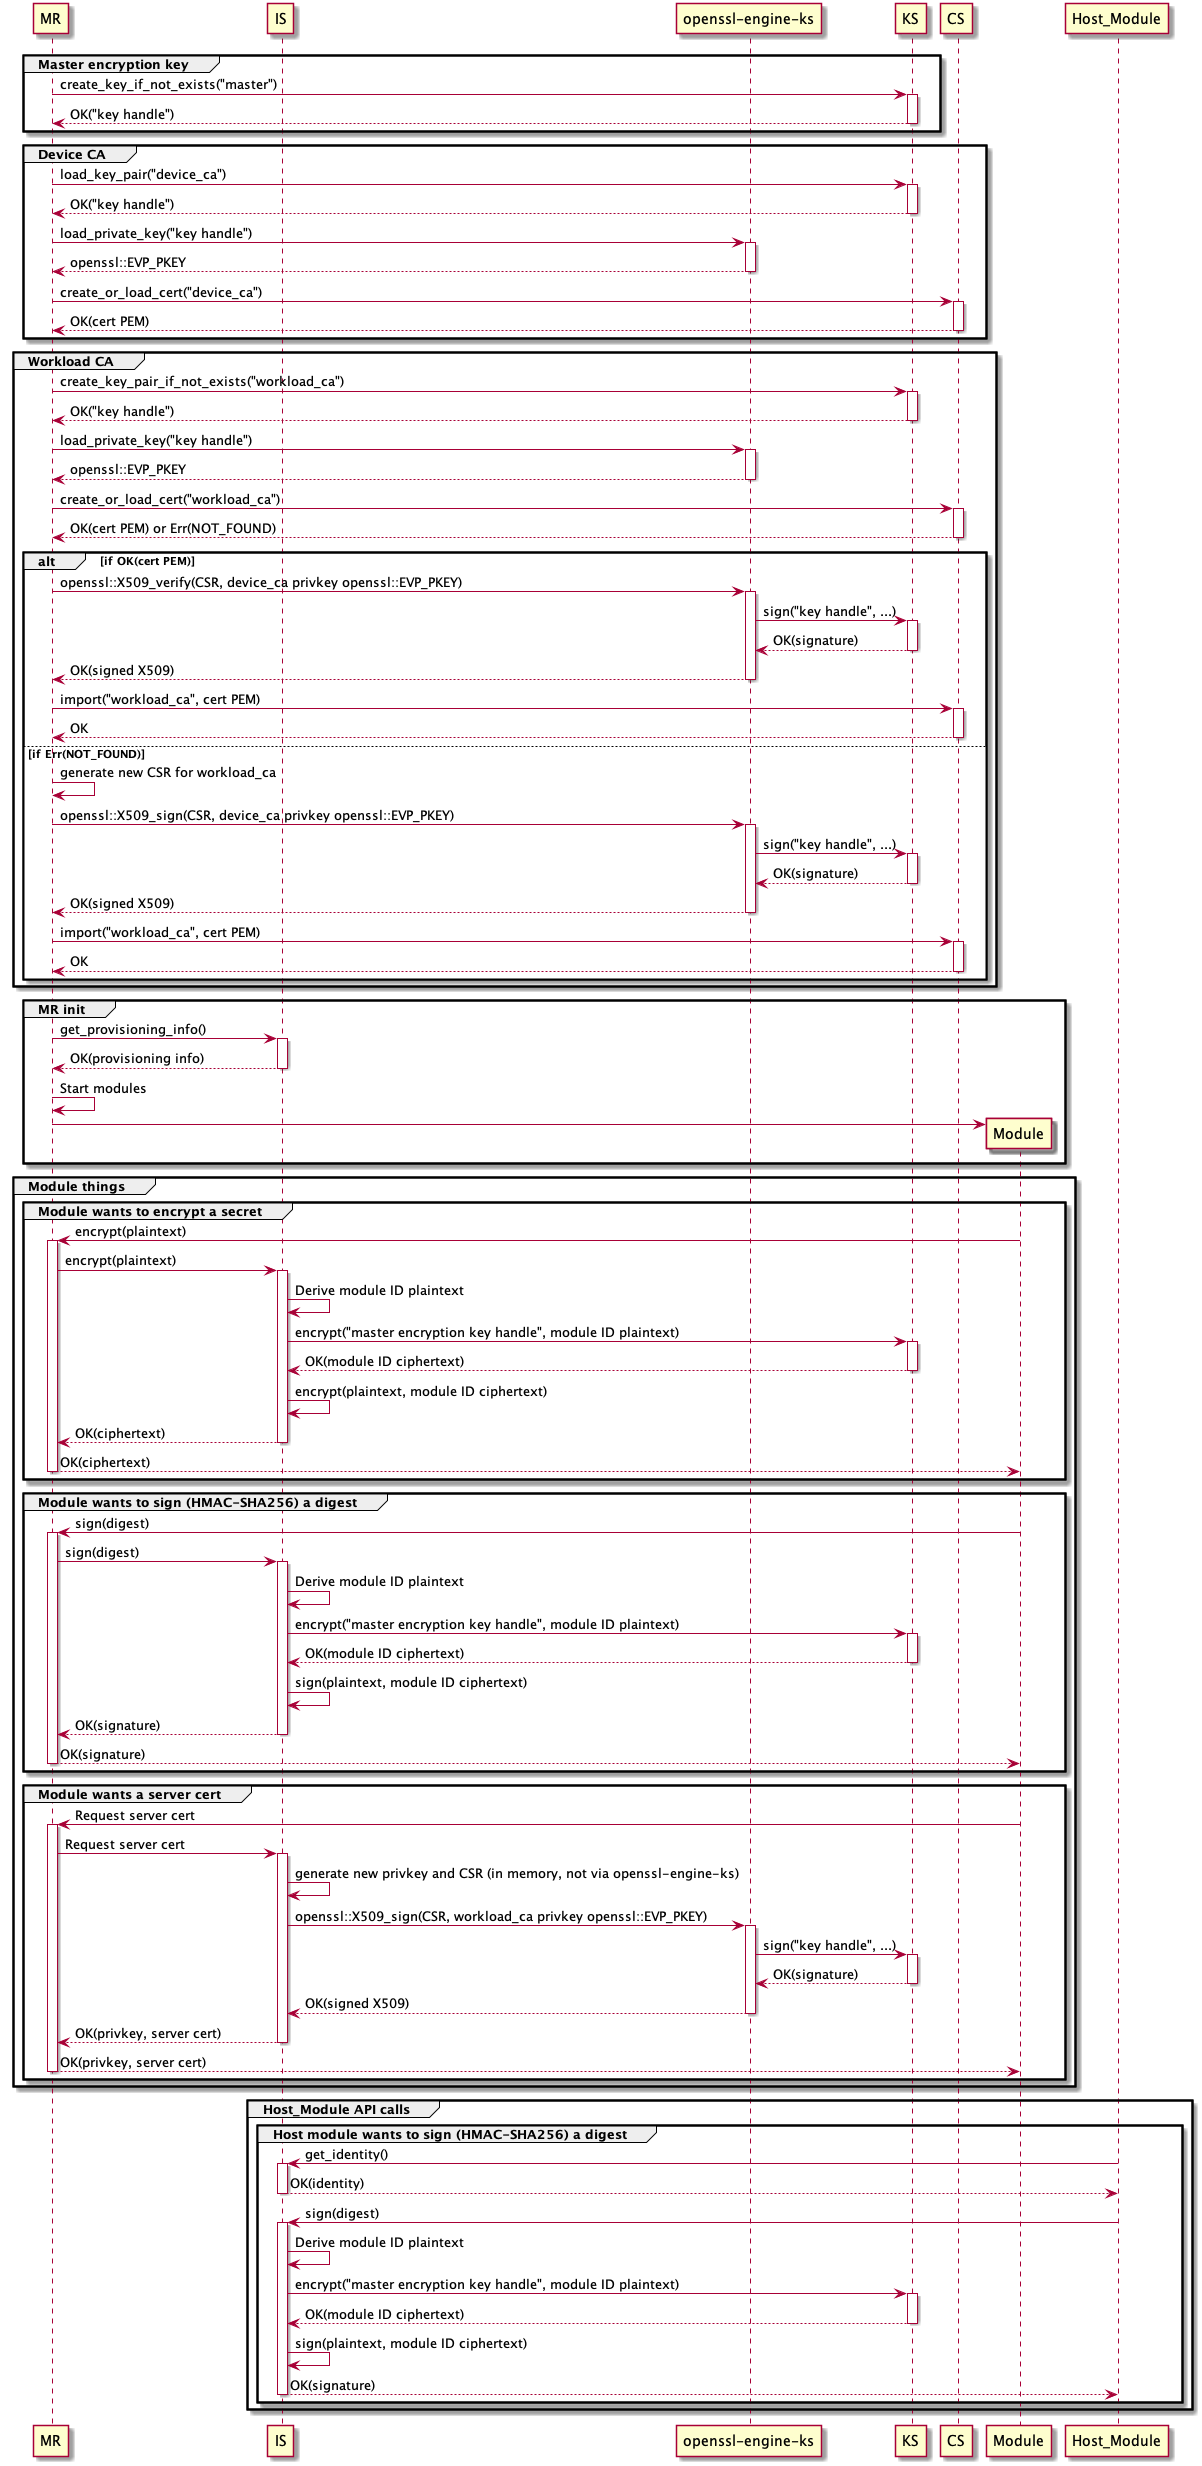 MR IS openssl-engine-ks KS CS Host_Module
Master encryption key
create_key_if_not_exists("master")
OK("key handle")
Device CA
load_key_pair("device_ca")
OK("key handle")
load_private_key("key handle")
openssl::EVP_PKEY
create_or_load_cert("device_ca")
OK(cert PEM)
Workload CA
create_key_pair_if_not_exists("workload_ca")
OK("key handle")
load_private_key("key handle")
openssl::EVP_PKEY
create_or_load_cert("workload_ca")
OK(cert PEM) or Err(NOT_FOUND)
alt [if OK(cert PEM)]
openssl::X509_verify(CSR, device_ca privkey openssl::EVP_PKEY)
sign("key handle", ...)
OK(signature)
OK(signed X509)
import("workload_ca", cert PEM)
OK
[if Err(NOT_FOUND)]
generate new CSR for workload_ca
openssl::X509_sign(CSR, device_ca privkey openssl::EVP_PKEY)
sign("key handle", ...)
OK(signature)
OK(signed X509)
import("workload_ca", cert PEM)
OK
MR init
get_provisioning_info()
OK(provisioning info)
Start modules
Module
Module things
Module wants to encrypt a secret
encrypt(plaintext)
encrypt(plaintext)
Derive module ID plaintext
encrypt("master encryption key handle", module ID plaintext)
OK(module ID ciphertext)
encrypt(plaintext, module ID ciphertext)
OK(ciphertext)
OK(ciphertext)
Module wants to sign (HMAC-SHA256) a digest
sign(digest)
sign(digest)
Derive module ID plaintext
encrypt("master encryption key handle", module ID plaintext)
OK(module ID ciphertext)
sign(plaintext, module ID ciphertext)
OK(signature)
OK(signature)
Module wants a server cert
Request server cert
Request server cert
generate new privkey and CSR (in memory, not via openssl-engine-ks)
openssl::X509_sign(CSR, workload_ca privkey openssl::EVP_PKEY)
sign("key handle", ...)
OK(signature)
OK(signed X509)
OK(privkey, server cert)
OK(privkey, server cert)
Host_Module API calls
Host module wants to sign (HMAC-SHA256) a digest
get_identity()
OK(identity)
sign(digest)
Derive module ID plaintext
encrypt("master encryption key handle", module ID plaintext)
OK(module ID ciphertext)
sign(plaintext, module ID ciphertext)
OK(signature)
MR IS openssl-engine-ks KS CS Module Host_Module